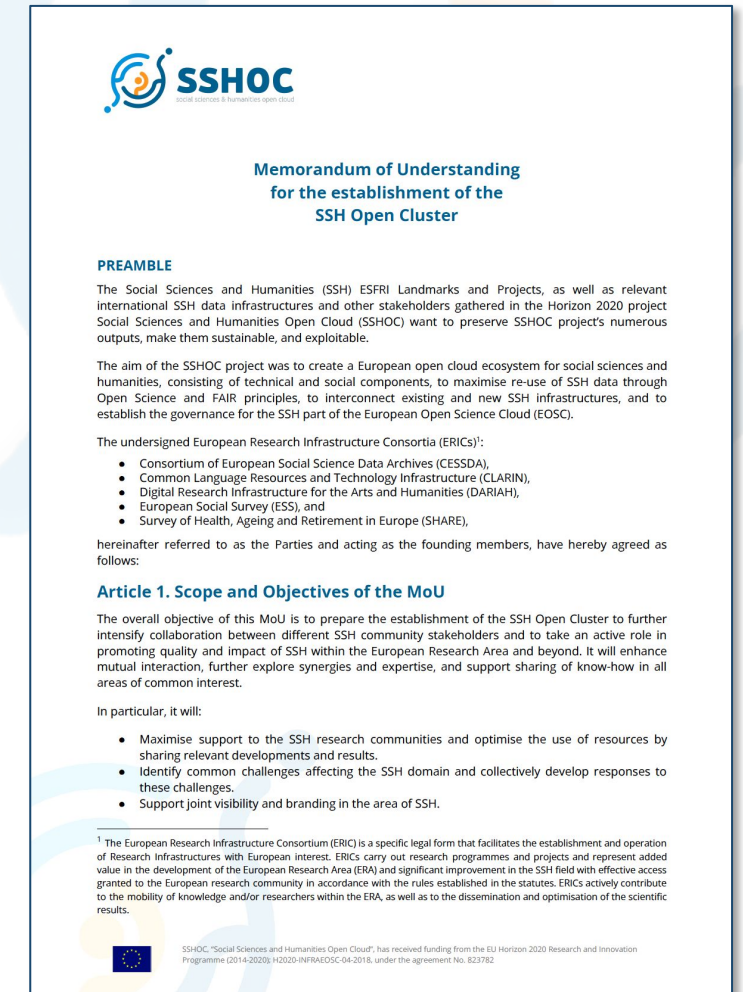 SSHOC
social sciences & humanities open cloud
Memorandum of Understanding
for the establishment of the
SSH Open Cluster
PREAMBLE
The Social Sciences and Humanities (SSH) ESFRI Landmarks and Projects, as well as relevant
international SSH data infrastructures and other stakeholders gathered in the Horizon 2020 project
Social Sciences and Humanities Open Cloud (SSHOC) want to preserve SSHOC project's numerous
outputs, make them sustainable, and exploitable.
The aim of the SSHOC project was to create a European open cloud ecosystem for social sciences and
humanities, consisting of technical and social components, to maximise re-use of SSH data through
Open Science and FAIR principles, to interconnect existing and new SSH infrastructures, and to
establish the governance for the SSH part of the European Open Science Cloud (EOSC).
The undersigned European Research Infrastructure Consortia (ERICs)¹:
● Consortium of European Social Science Data Archives (CESSDA),
● Common Language Resources and Technology Infrastructure (CLARIN),
● Digital Research Infrastructure for the Arts and Humanities (DARIAH),
● European Social Survey (ESS), and
● Survey of Health, Ageing and Retirement in Europe (SHARE),
hereinafter referred to as the Parties and acting as the founding members, have hereby agreed as
follows:
Article 1. Scope and Objectives of the MoU
The overall objective of this MoU is to prepare the establishment of the SSH Open Cluster to further
intensify collaboration between different SSH community stakeholders and to take an active role in
promoting quality and impact of SSH within the European Research Area and beyond. It will enhance
mutual interaction, further explore synergies and expertise, and support sharing of know-how in all
areas of common interest.
In particular, it will:
● Maximise support to the SSH research communities and optimise the use of resources by
sharing relevant developments and results.
● Identify common challenges affecting the SSH domain and collectively develop responses to
these challenges.
● Support joint visibility and branding in the area of SSH.
¹ The European Research Infrastructure Consortium (ERIC) is a specific legal form that facilitates the establishment and operation
of Research Infrastructures with European interest. ERICs carry out research programmes and projects and represent added
value in the development of the European Research Area (ERA) and significant improvement in the SSH field with effective access
granted to the European research community in accordance with the rules established in the statutes. ERICs actively contribute
to the mobility of knowledge and/or researchers within the ERA, as well as to the dissemination and optimisation of the scientific
results.
SSHOC, "Social Sciences and Humanities Open Cloud", has received funding from the EU Horizon 2020 Research and Innovation
Programme (2014-2020); H2020-INFRAEOSC-04-2018, under the agreement No. 823782